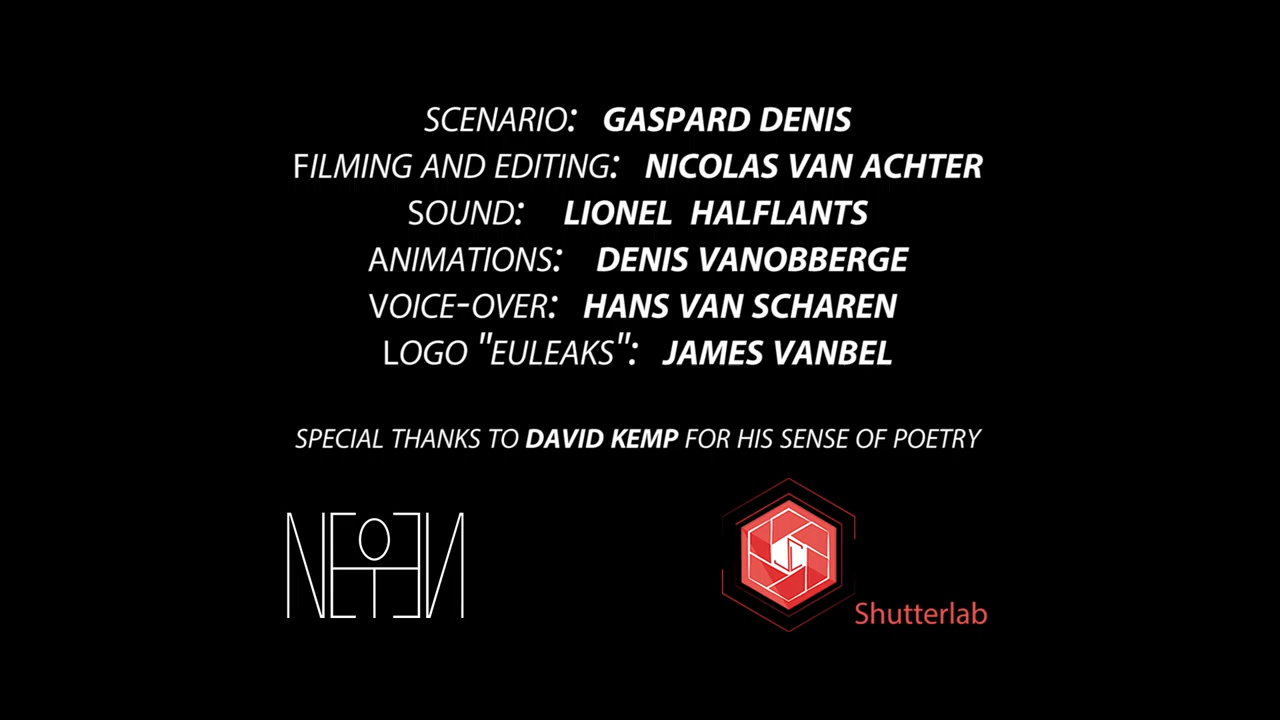 SCENARIO: GASPARD DENIS
FILMING AND EDITING: NICOLAS VAN ACHTER
SOUND: LIONEL HALFLANTS
ANIMATIONS: DENIS VANOBBERGE
VOICE-OVER: HANS VAN SCHAREN
LOGO "EULEAKS": JAMES VANBEL
SPECIAL THANKS TO DAVID KEMP FOR HIS SENSE OF POETRY
Shutterlab